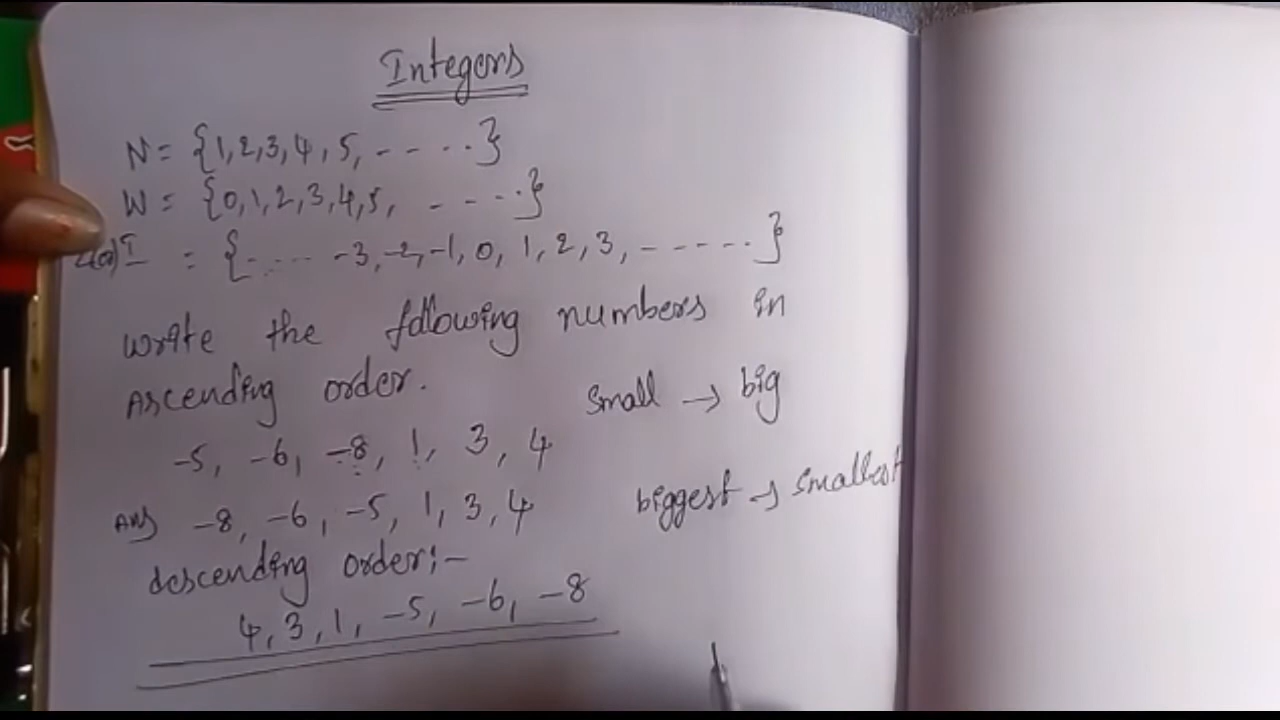 Integers
N = {1, 2, 3, 4, 5, - - - - . }
W = {0, 1, 2, 3, 4, 5, - - - - . }
Z(or) I = { . . . . . -3, -2, -1, 0, 1, 2, 3, - - - - - . }
write the following numbers in
Ascending order.
small → big
-5, -6, -8, 1, 3, 4
biggest → smallest
Ans -8, -6, -5, 1, 3, 4
descending order:-
4, 3, 1, -5, -6, -8